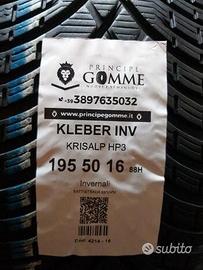 PRINCIPE
GOMME
+39 3897635032
www.principegomme.it
KLEBER INV
KRISALP HP3
195 50 16 88H
Invernali
subito